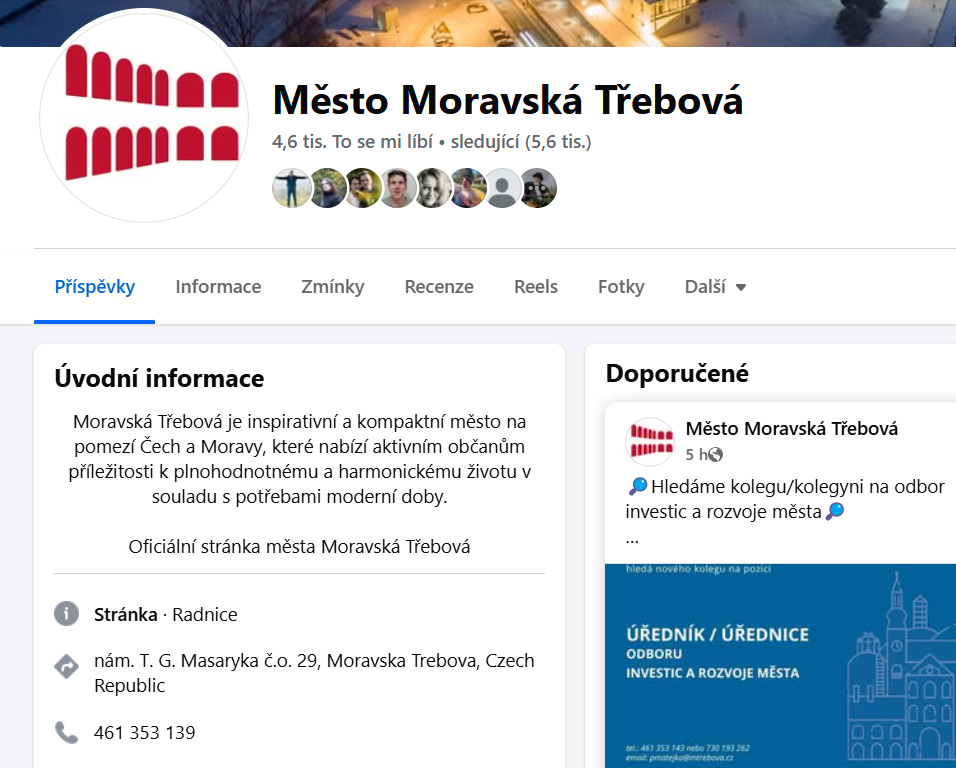 Město Moravská Třebová
4,6 tis. To se mi líbí • sledující (5,6 tis.)
Příspěvky
Informace
Zmínky
Recenze
Reels
Fotky
Další
Úvodní informace
Moravská Třebová je inspirativní a kompaktní město na
pomezí Čech a Moravy, které nabízí aktivním občanům
příležitosti k plnohodnotnému a harmonickému životu v
souladu s potřebami moderní doby.
Oficiální stránka města Moravská Třebová
Stránka · Radnice
nám. T. G. Masaryka č.o. 29, Moravska Trebova, Czech
Republic
461 353 139
Doporučené
Město Moravská Třebová
5 h
🔎Hledáme kolegu/kolegyni na odbor
investic a rozvoje města🔎
...
hledá nového kolegu na pozici
ÚŘEDNÍK / ÚŘEDNICE
ODBORU
INVESTIC A ROZVOJE MĚSTA
tel.: 461 353 143 nebo 730 193 262
email: pmatejka@mtrebova.cz